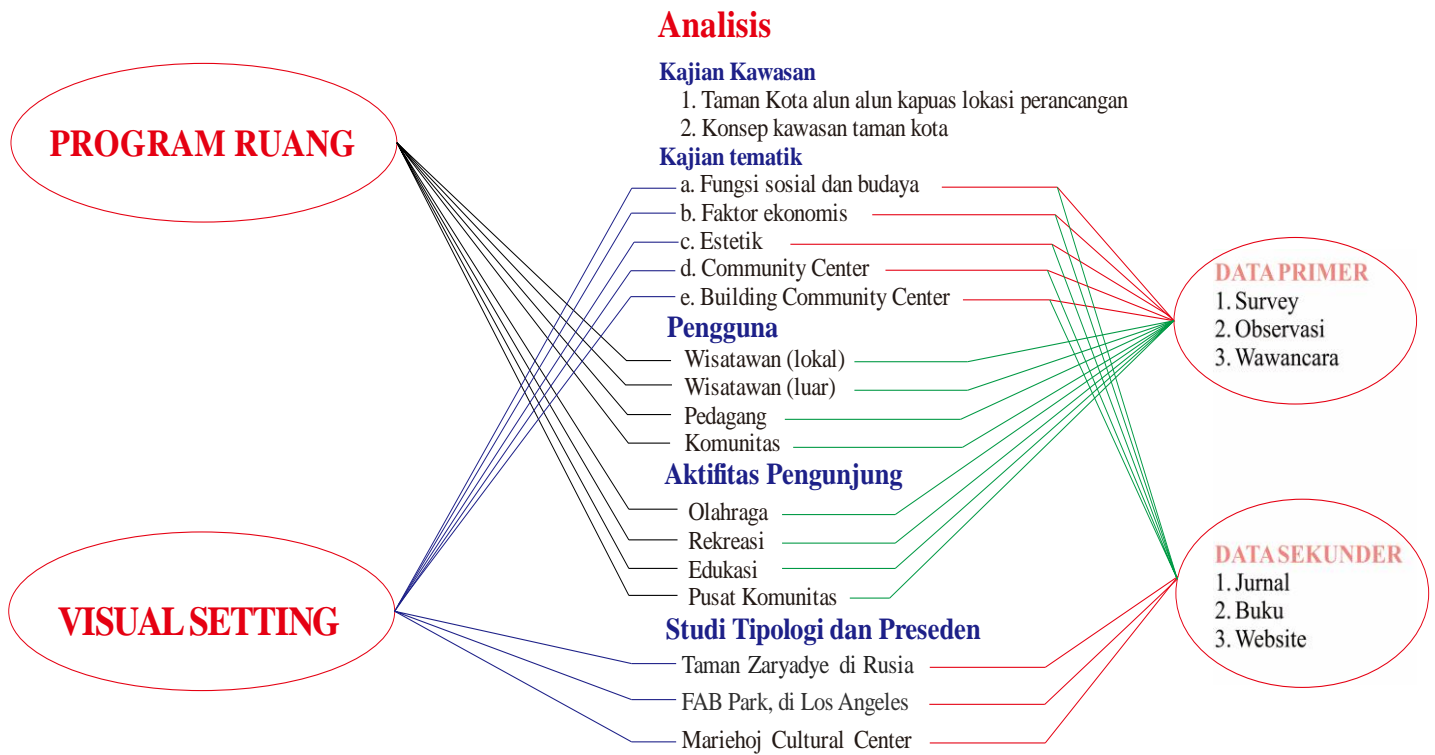 PROGRAM RUANG
VISUAL SETTING
Analisis
Kajian Kawasan
1. Taman Kota alun alun kapuas lokasi perancangan
2. Konsep kawasan taman kota
Kajian tematik
a. Fungsi sosial dan budaya
b. Faktor ekonomis
c. Estetik
d. Community Center
e. Building Community Center
Pengguna
Wisatawan (lokal)
Wisatawan (luar)
Pedagang
Komunitas
Aktifitas Pengunjung
Olahraga
Rekreasi
Edukasi
Pusat Komunitas
Studi Tipologi dan Preseden
Taman Zaryadye di Rusia
FAB Park, di Los Angeles
Mariehoj Cultural Center
DATA PRIMER
1. Survey
2. Observasi
3. Wawancara
DATA SEKUNDER
1. Jurnal
2. Buku
3. Website